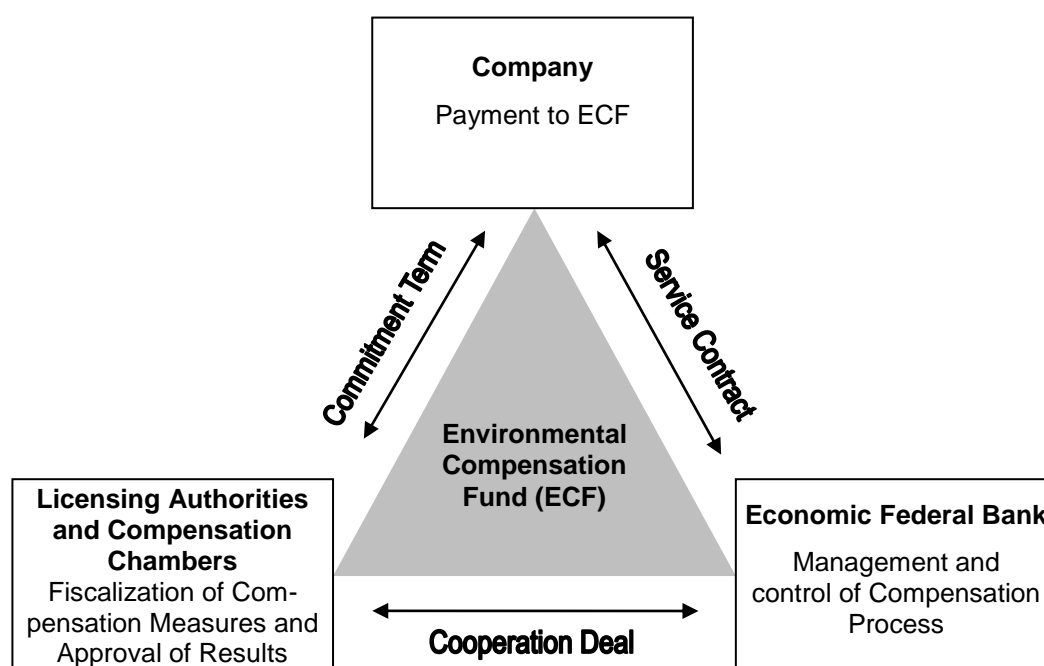 Company
Payment to ECF
Commitment Term
Service Contract
Environmental
Compensation
Fund (ECF)
Licensing Authorities
and Compensation
Chambers
Fiscalization of Com-
pensation Measures and
Approval of Results
Economic Federal Bank
Management and
control of Compensation
Process
Cooperation Deal